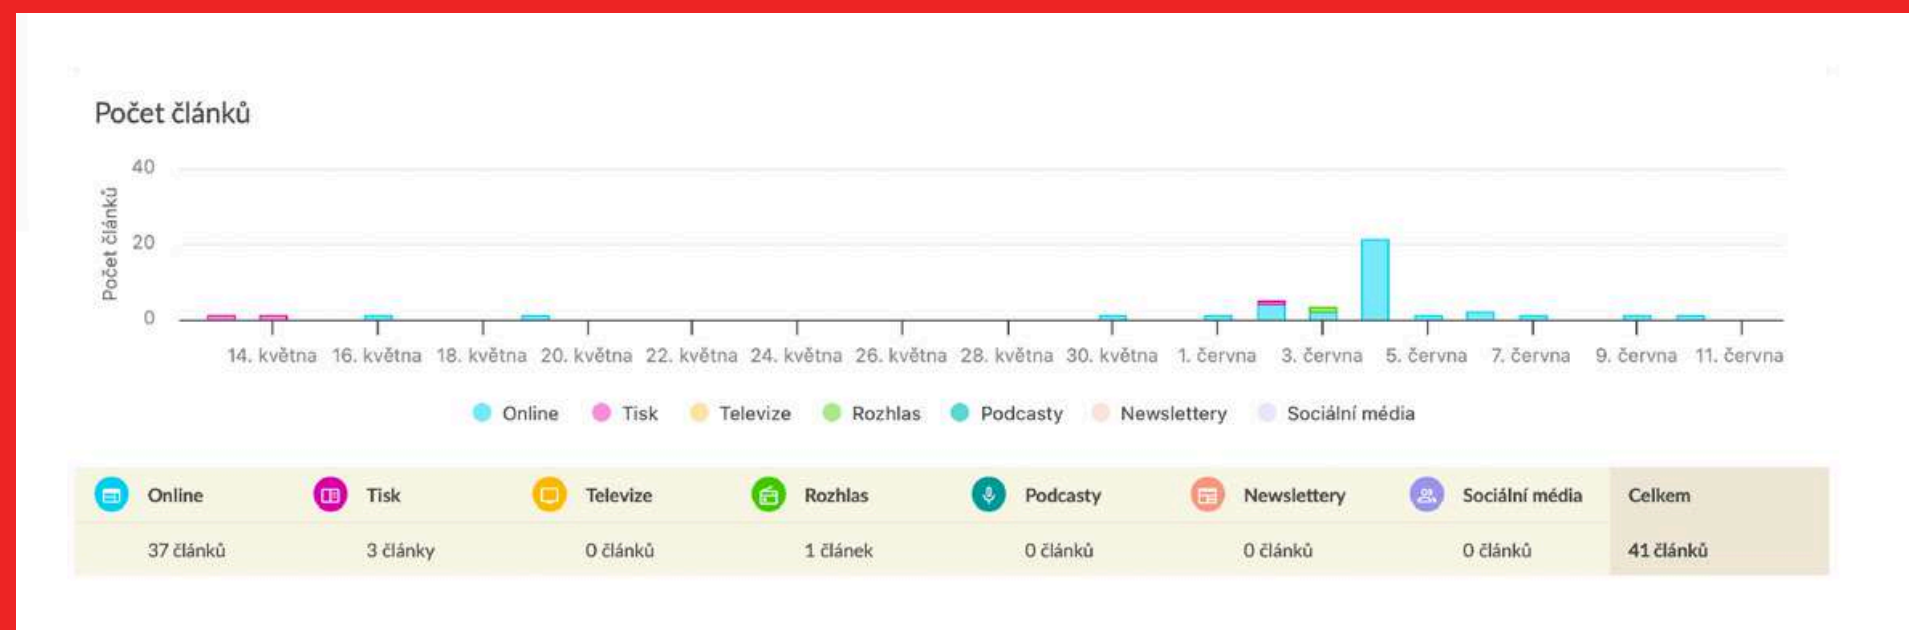 Počet článků
40
20
0
Počet článků
14. května 16. května 18. května 20. května 22. května 24. května 26. května 28. května 30. května 1. června 3. června 5. června 7. června 9. června 11. června
Online Tisk Televize Rozhlas Podcasty Newslettery Sociální média
Online Tisk Televize Rozhlas Podcasty Newslettery Sociální média Celkem
37 článků 3 články 0 článků 1 článek 0 článků 0 článků 0 článků 41 článků